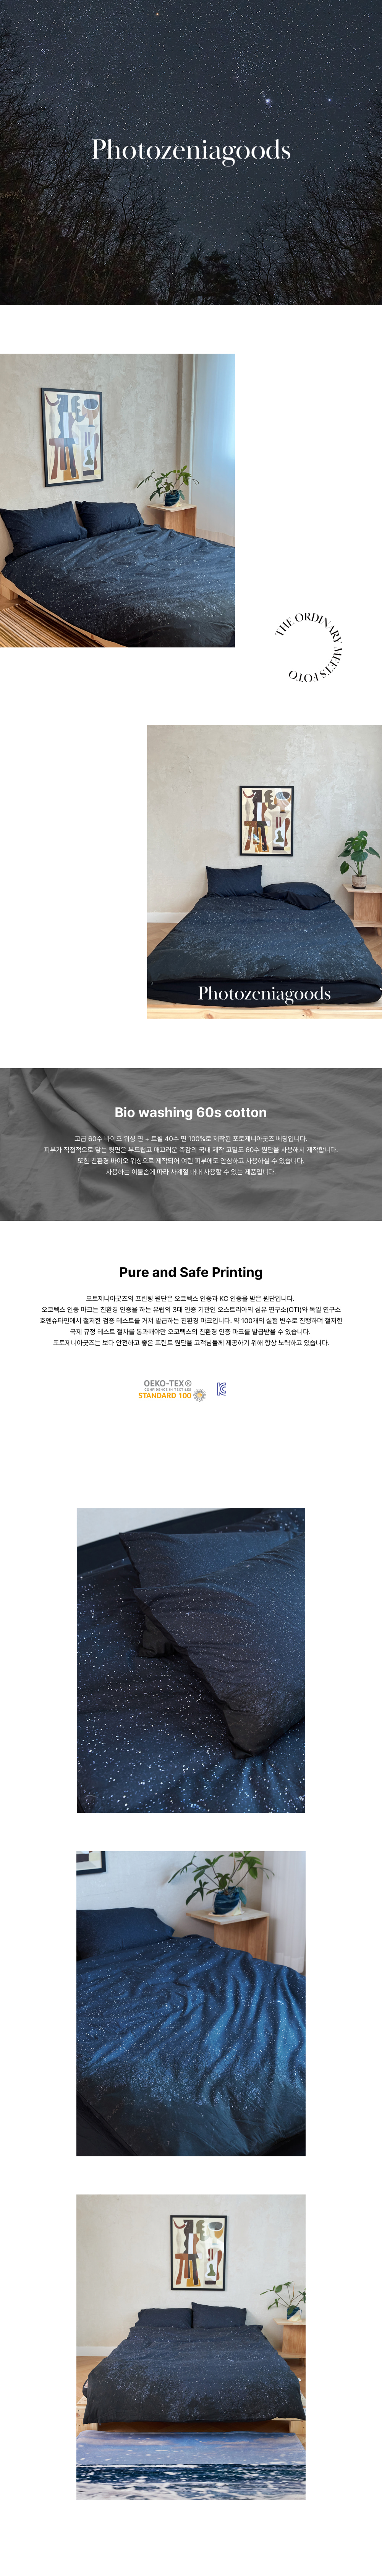 Photozeniagoods
THE ORDINARY MEETS FOTO
Photozeniagoods
Bio washing 60s cotton
고급 60수 바이오 워싱 면 + 트윌 40수 면 100%로 제작된 포토제니아굿즈 베딩입니다.
피부가 직접적으로 닿는 뒷면은 부드럽고 매끄러운 촉감의 국내 제작 고밀도 60수 원단을 사용해서 제작합니다.
또한 친환경 바이오 워싱으로 제작되어 여린 피부에도 안심하고 사용하실 수 있습니다.
사용하는 이불솜에 따라 사계절 내내 사용할 수 있는 제품입니다.
Pure and Safe Printing
포토제니아굿즈의 프린팅 원단은 오코텍스 인증과 KC 인증을 받은 원단입니다.
오코텍스 인증 마크는 친환경 인증을 하는 유럽의 3대 인증 기관인 오스트리아의 섬유 연구소(OTI)와 독일 연구소
호엔슈타인에서 철저한 검증 테스트를 거쳐 발급하는 친환경 마크입니다. 약 100개의 실험 변수로 진행하며 철저한
국제 규정 테스트 절차를 통과해야만 오코텍스의 친환경 인증 마크를 발급받을 수 있습니다.
포토제니아굿즈는 보다 안전하고 좋은 프린트 원단을 고객님들께 제공하기 위해 항상 노력하고 있습니다.
OEKO-TEX®
CONFIDENCE IN TEXTILES
STANDARD 100